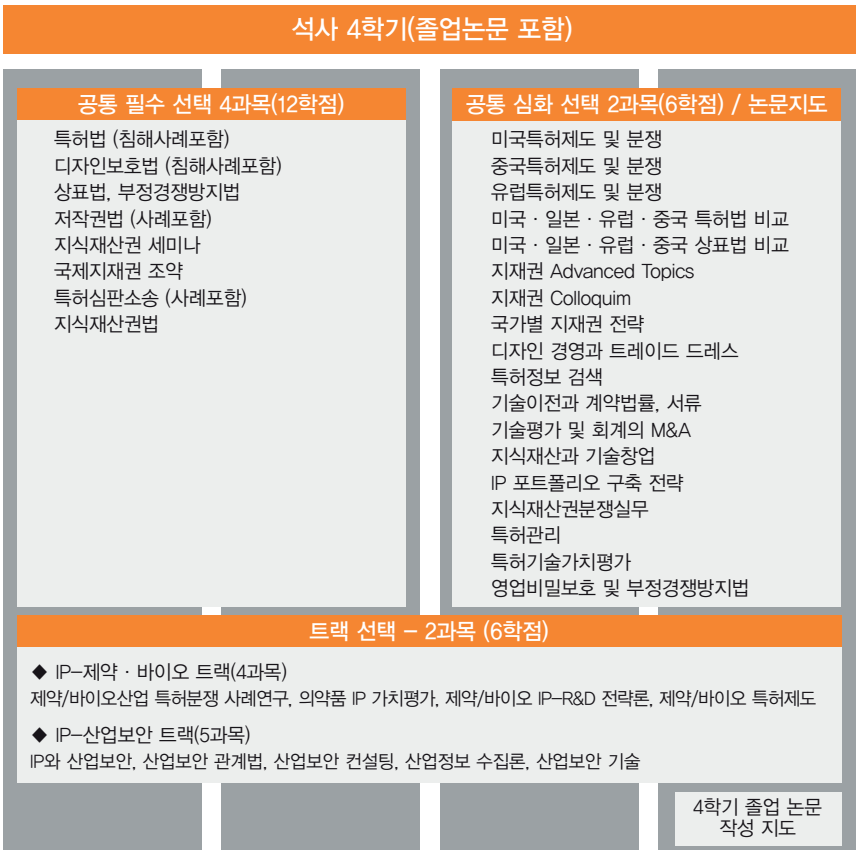 석사 4학기(졸업논문 포함)
공통 필수 선택 4과목(12학점)
특허법 (침해사례포함)
디자인보호법 (침해사례포함)
상표법, 부정경쟁방지법
저작권법 (사례포함)
지식재산권 세미나
국제지재권 조약
특허심판소송 (사례포함)
지식재산권법
공통 심화 선택 2과목(6학점) / 논문지도
미국특허제도 및 분쟁
중국특허제도 및 분쟁
유럽특허제도 및 분쟁
미국 · 일본 · 유럽 · 중국 특허법 비교
미국 · 일본 · 유럽 · 중국 상표법 비교
지재권 Advanced Topics
지재권 Colloquim
국가별 지재권 전략
디자인 경영과 트레이드 드레스
특허정보 검색
기술이전과 계약법률, 서류
기술평가 및 회계의 M&A
지식재산과 기술창업
IP 포트폴리오 구축 전략
지식재산권분쟁실무
특허관리
특허기술가치평가
영업비밀보호 및 부정경쟁방지법
트랙 선택 – 2과목 (6학점)
◆ IP–제약 · 바이오 트랙(4과목)
제약/바이오산업 특허분쟁 사례연구, 의약품 IP 가치평가, 제약/바이오 IP–R&D 전략론, 제약/바이오 특허제도
◆ IP–산업보안 트랙(5과목)
IP와 산업보안, 산업보안 관계법, 산업보안 컨설팅, 산업정보 수집론, 산업보안 기술
4학기 졸업 논문
작성 지도